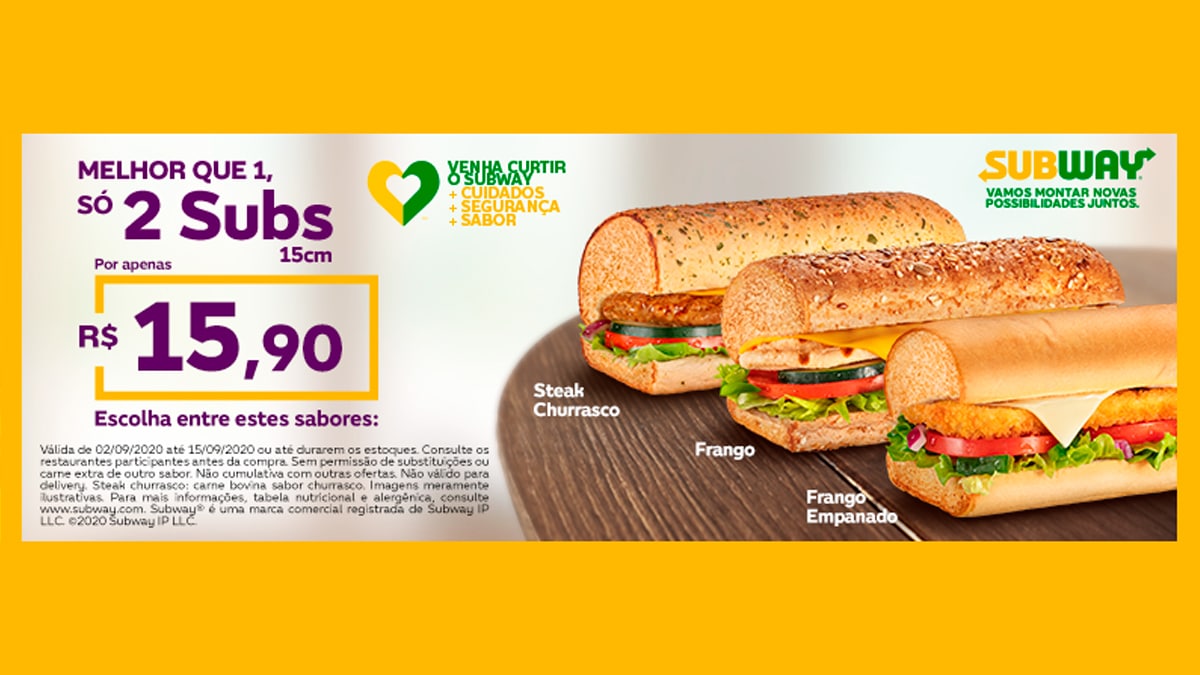 MELHOR QUE 1,
SÓ 2 Subs
15cm
Por apenas
R$ 15,90
Escolha entre estes sabores:
Válida de 02/09/2020 até 15/09/2020 ou até durarem os estoques. Consulte os
restaurantes participantes antes da compra. Sem permissão de substituições ou
carne extra de outro sabor. Não cumulativa com outras ofertas. Não válido para
delivery. Steak churrasco: carne bovina sabor churrasco. Imagens meramente
ilustrativas. Para mais informações, tabela nutricional e alergênica, consulte
www.subway.com. Subway® é uma marca comercial registrada de Subway IP
LLC. ©2020 Subway IP LLC.
VENHA CURTIR
O SUBWAY
+ CUIDADOS
+ SEGURANÇA
+ SABOR
SUBWAY®
VAMOS MONTAR NOVAS
POSSIBILIDADES JUNTOS.
Steak
Churrasco
Frango
Frango
Empanado